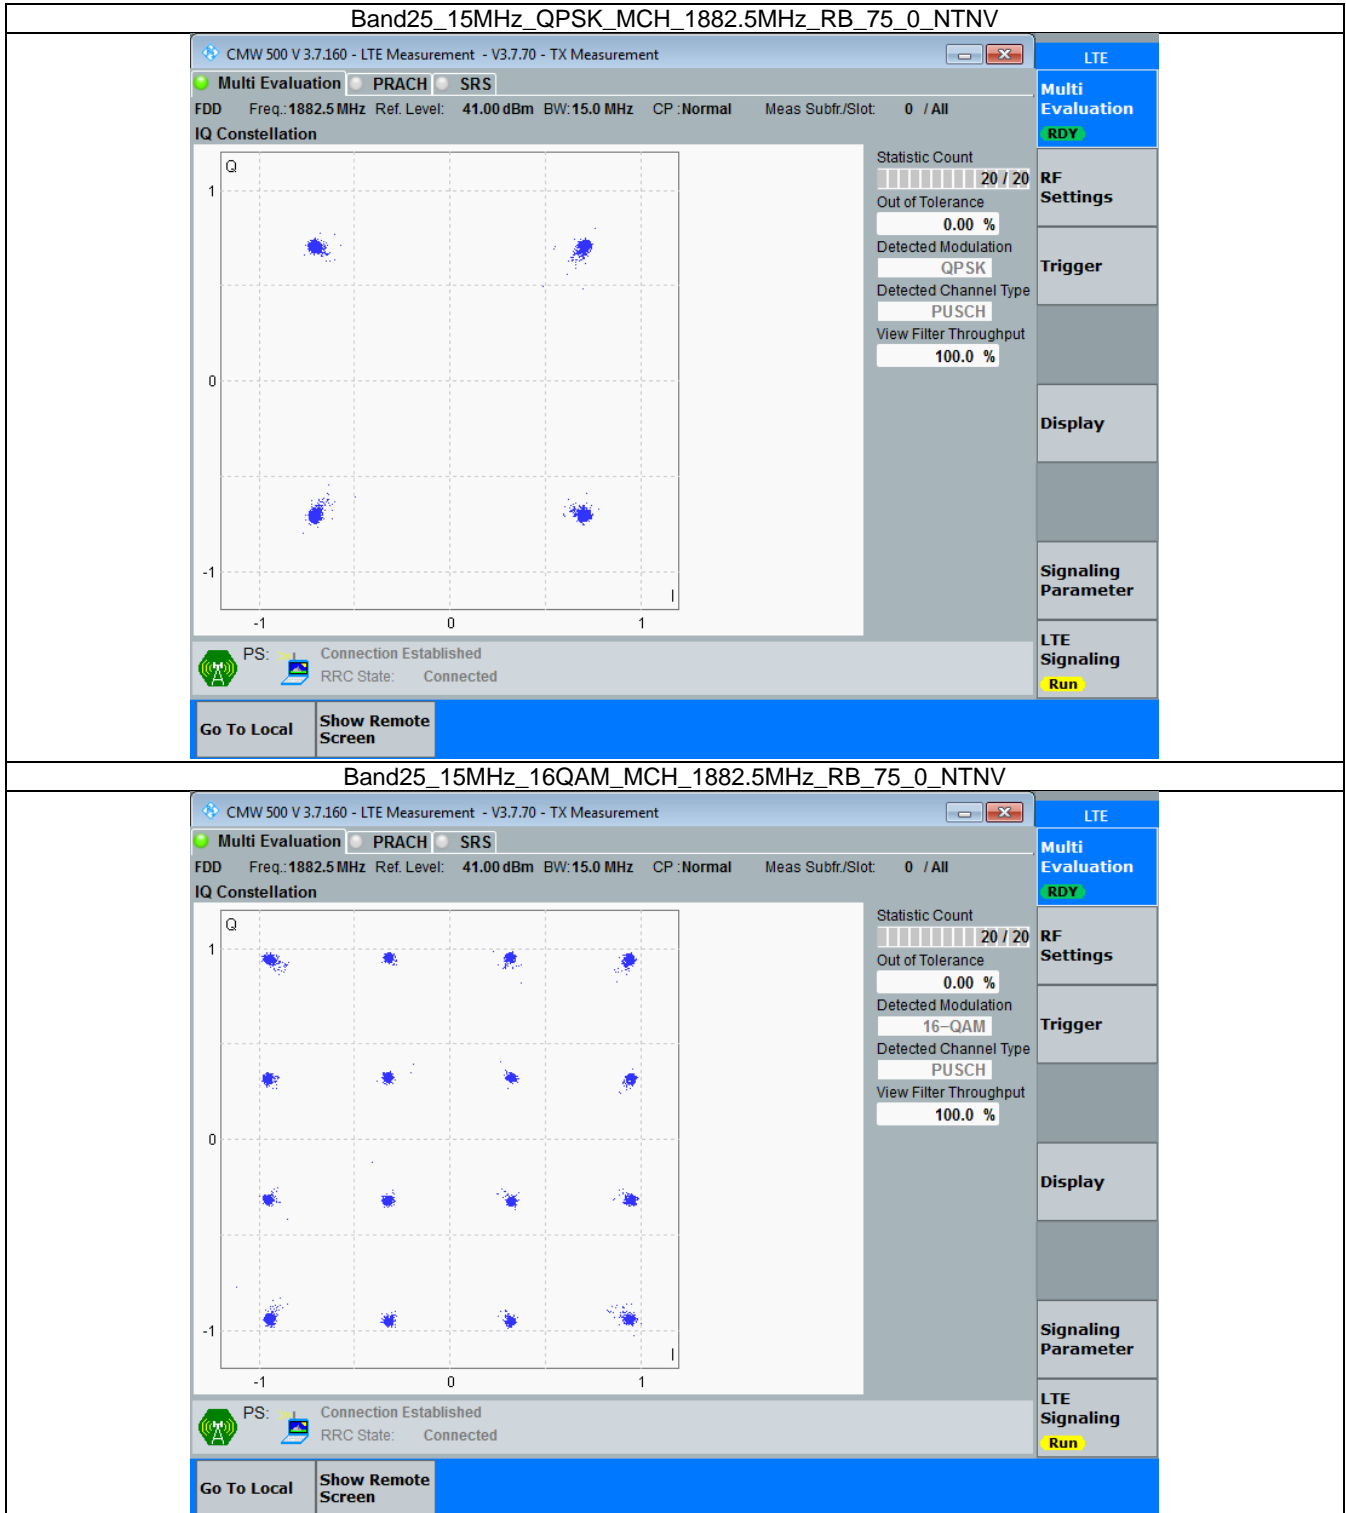 Band25_15MHz_QPSK_MCH_1882.5MHz_RB_75_0_NTNV
CMW 500 V 3.7.160 - LTE Measurement - V3.7.70 - TX Measurement
LTE
Multi Evaluation PRACH SRS
Multi Evaluation
RDY
FDD Freq.: 1882.5 MHz Ref. Level: 41.00 dBm BW: 15.0 MHz CP : Normal Meas Subfr./Slot: 0 / All
IQ Constellation
Q
1
0
-1
I
-1 0 1
Statistic Count
20 / 20
Out of Tolerance
0.00 %
Detected Modulation
QPSK
Detected Channel Type
PUSCH
View Filter Throughput
100.0 %
RF Settings
Trigger
Display
Signaling Parameter
LTE Signaling
Run
PS: Connection Established
RRC State: Connected
Go To Local
Show Remote Screen
Band25_15MHz_16QAM_MCH_1882.5MHz_RB_75_0_NTNV
CMW 500 V 3.7.160 - LTE Measurement - V3.7.70 - TX Measurement
LTE
Multi Evaluation PRACH SRS
Multi Evaluation
RDY
FDD Freq.: 1882.5 MHz Ref. Level: 41.00 dBm BW: 15.0 MHz CP : Normal Meas Subfr./Slot: 0 / All
IQ Constellation
Q
1
0
-1
I
-1 0 1
Statistic Count
20 / 20
Out of Tolerance
0.00 %
Detected Modulation
16-QAM
Detected Channel Type
PUSCH
View Filter Throughput
100.0 %
RF Settings
Trigger
Display
Signaling Parameter
LTE Signaling
Run
PS: Connection Established
RRC State: Connected
Go To Local
Show Remote Screen